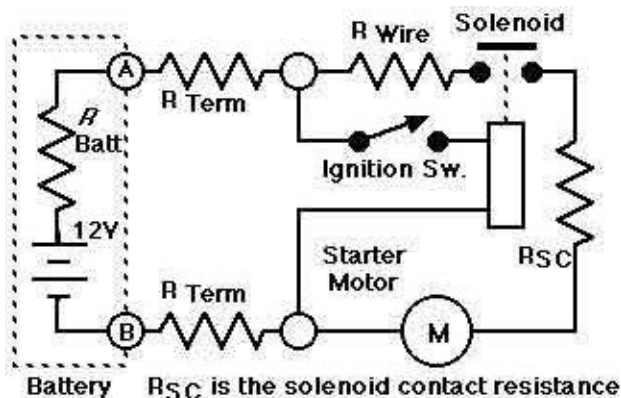 Solenoid
R Wire
A
R Term
R Batt
Ignition Sw.
12V
RSC
Starter Motor
R Term
B
M
Battery
RSC is the solenoid contact resistance